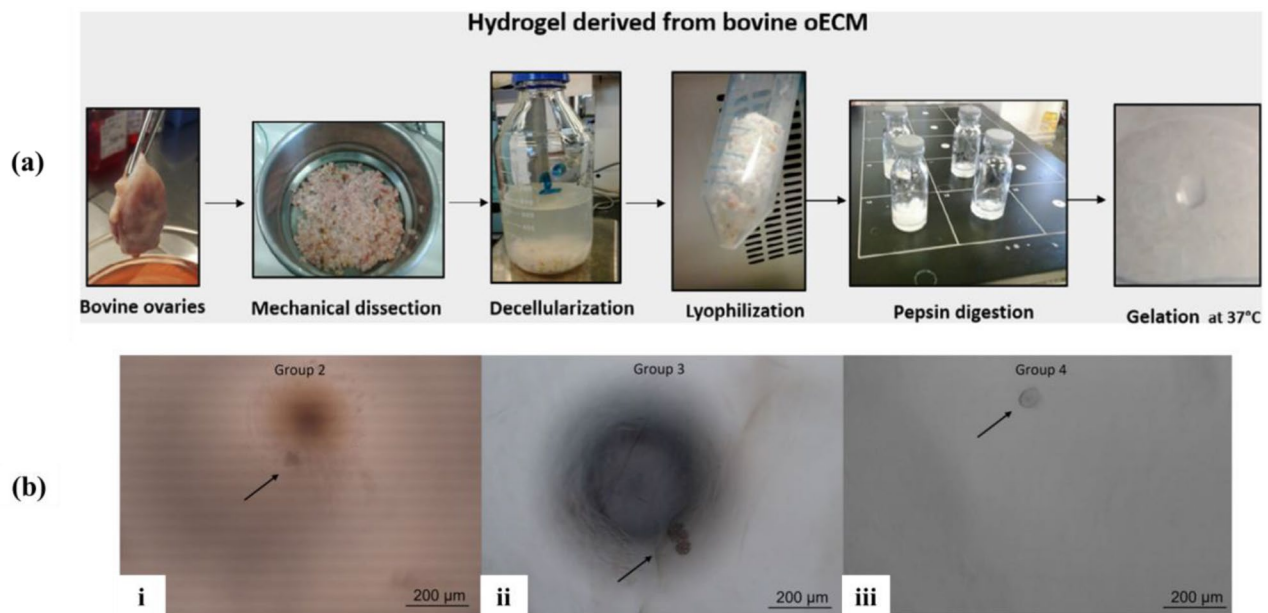 Hydrogel derived from bovine oECM
(a)
Bovine ovaries
Mechanical dissection
Decellularization
Lyophilization
Pepsin digestion
Gelation at 37°C
(b)
Group 2
Group 3
Group 4
i
200 µm
ii
200 µm
iii
200 µm